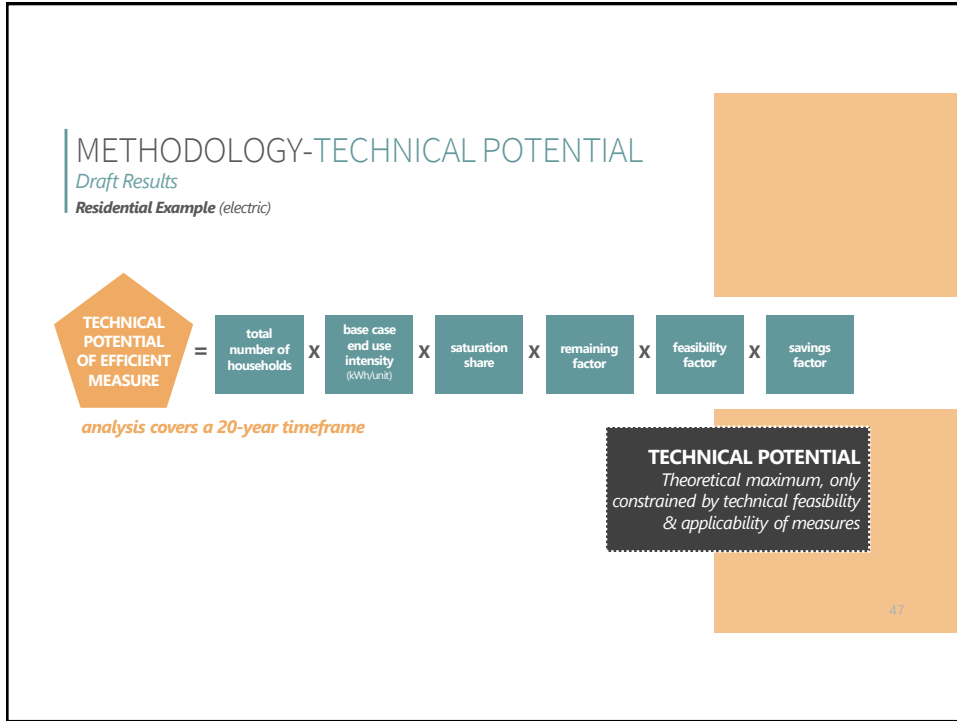 METHODOLOGY-TECHNICAL POTENTIAL
Draft Results
Residential Example (electric)
TECHNICAL
POTENTIAL
OF EFFICIENT
MEASURE
=
total
number of
households
x
base case
end use
intensity
(kWh/unit)
x
saturation
share
x
remaining
factor
x
feasibility
factor
x
savings
factor
analysis covers a 20-year timeframe
TECHNICAL POTENTIAL
Theoretical maximum, only
constrained by technical feasibility
& applicability of measures
47